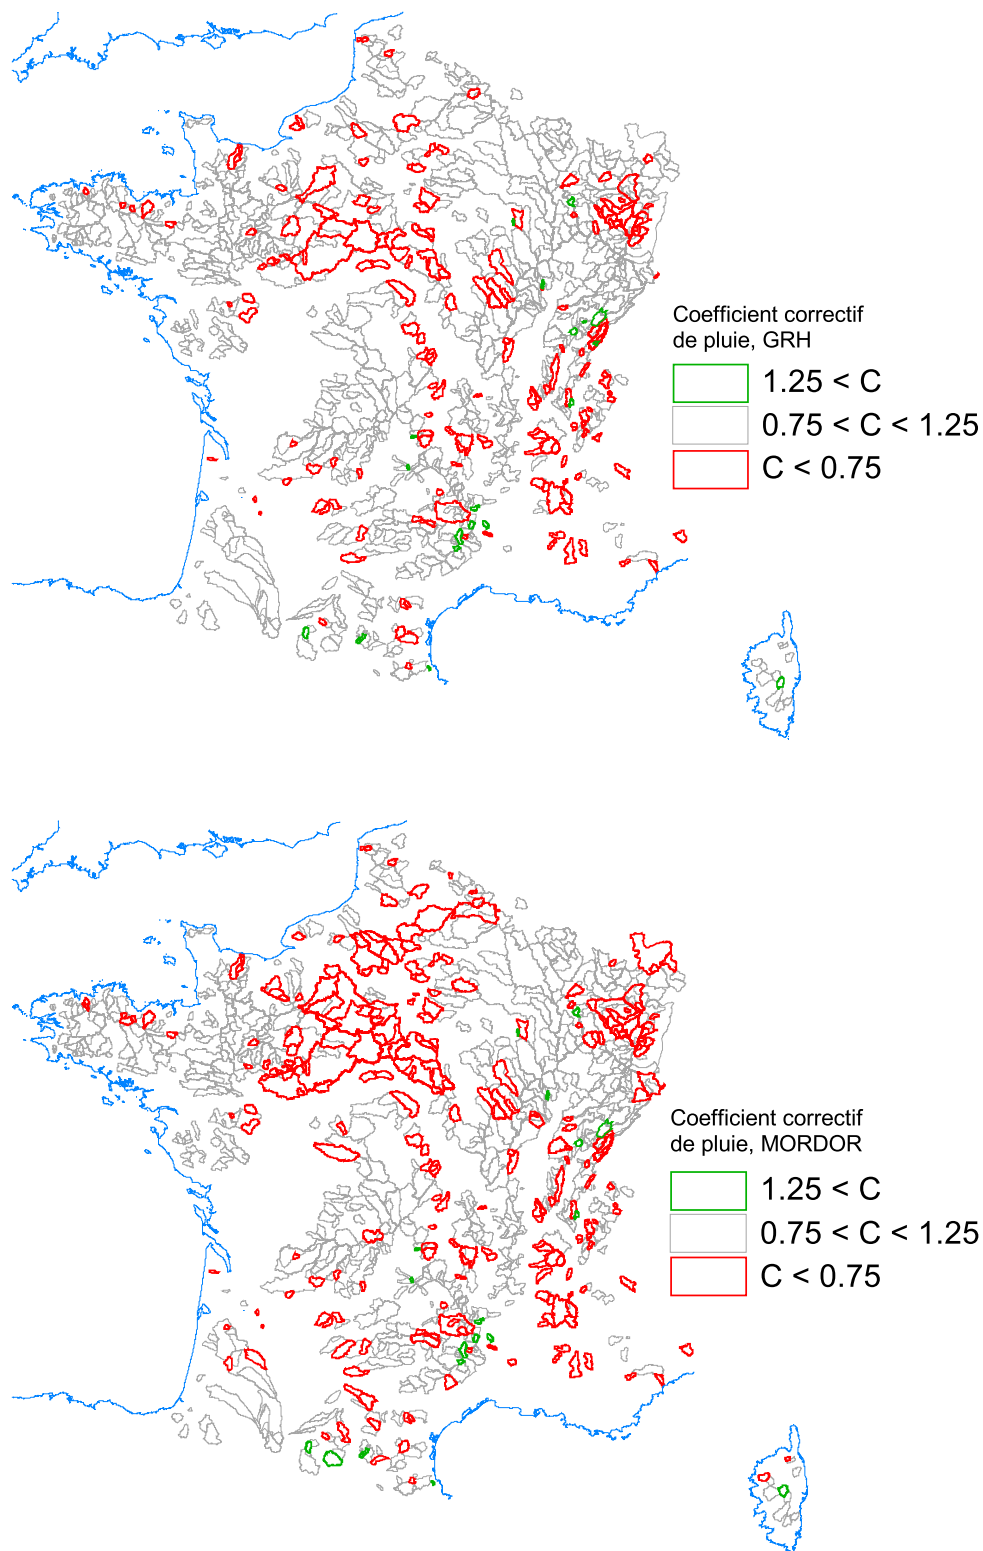 Coefficient correctif
de pluie, GRH
1.25 < C
0.75 < C < 1.25
C < 0.75
Coefficient correctif
de pluie, MORDOR
1.25 < C
0.75 < C < 1.25
C < 0.75